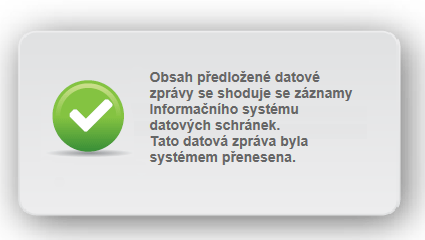 Obsah předložené datové
zprávy se shoduje se záznamy
Informačního systému
datových schránek.
Tato datová zpráva byla
systémem přenesena.